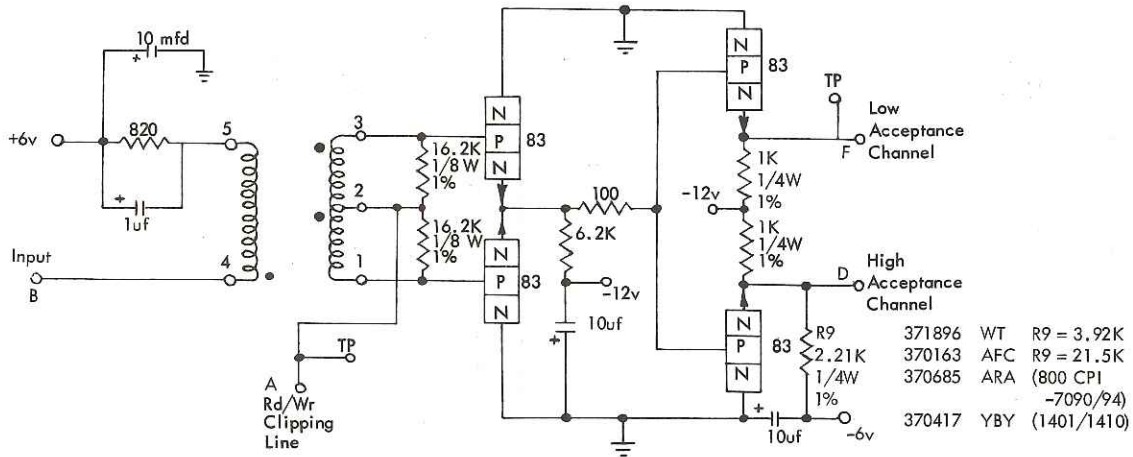 10 mfd
+
+6v
820
5
+
1uf
Input
B
4
3
2
1
16.2K
1/8 W
1%
16.2K
1/8 W
1%
A
TP
Rd/Wr
Clipping
Line
N
P
N
83
N
P
N
83
100
6.2K
-12v
10uf
+
N
P
N
83
TP
F
Low
Acceptance
Channel
1K
1/4W
1%
-12v
1K
1/4W
1%
D
High
Acceptance
Channel
N
P
N
83
R9
2.21K
1/4W
1%
+
10uf
-6v
371896 WT R9 = 3.92K
370163 AFC R9 = 21.5K
370685 ARA (800 CPI
-7090/94)
370417 YBY (1401/1410)